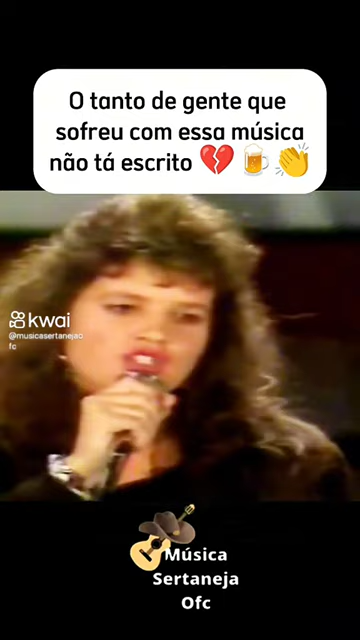 O tanto de gente que
sofreu com essa música
não tá escrito 💔 🍺 👏
kwai
@musicasertanejao
fc
Música
Sertaneja
Ofc